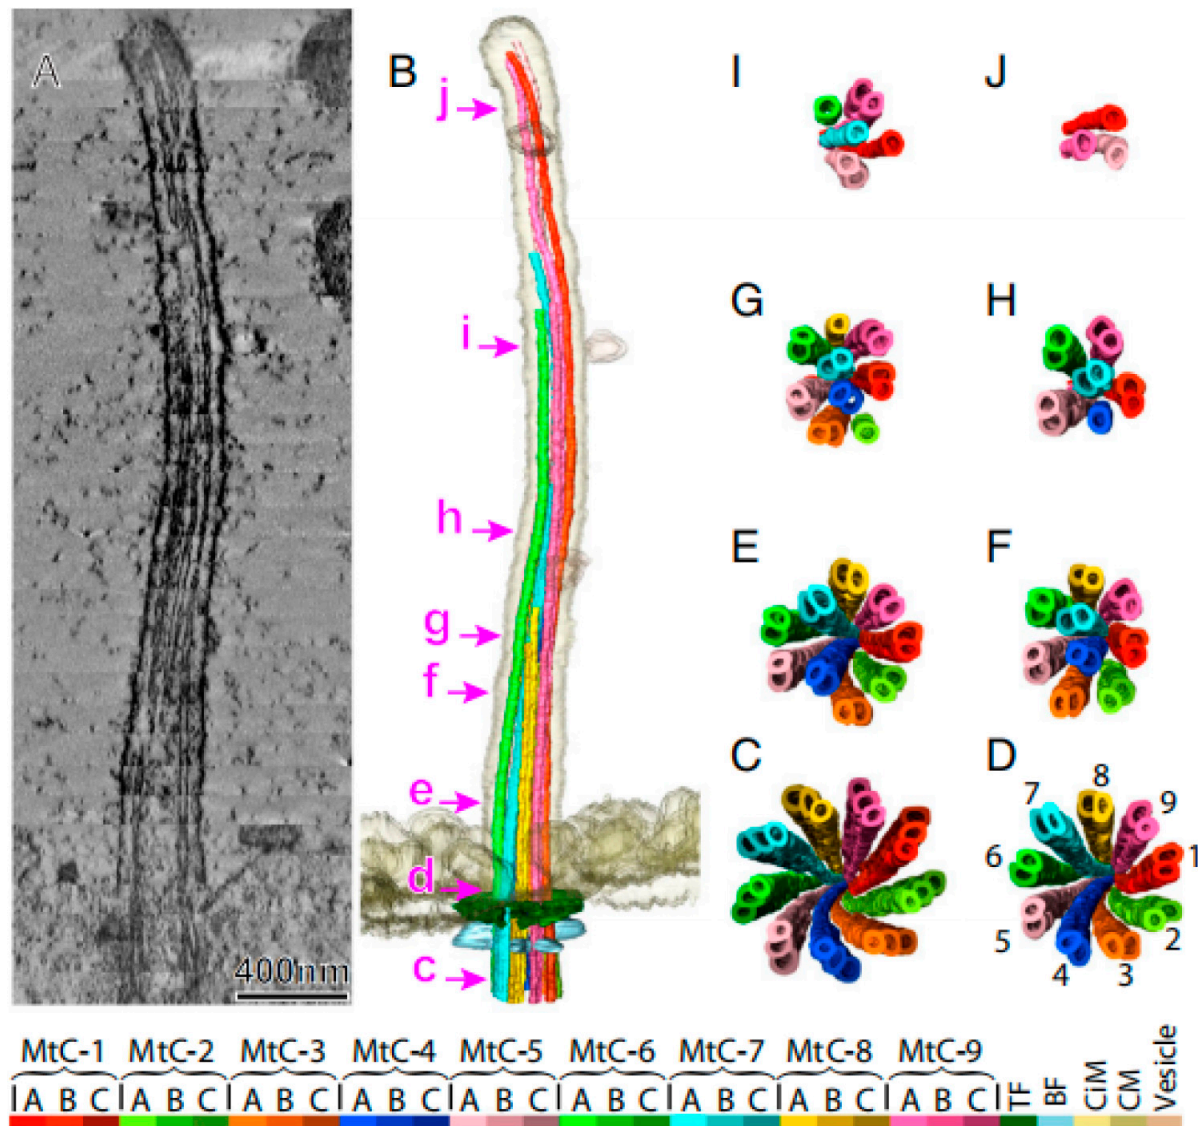 A
B
I
J
j
i
G
H
h
g
f
E
F
e
C
D
7
8
9
6
1
5
4
3
2
d
c
400nm
MtC-1 MtC-2 MtC-3 MtC-4 MtC-5 MtC-6 MtC-7 MtC-8 MtC-9
A B C A B C A B C A B C A B C A B C A B C A B C A B C TF BF CiM CM Vesicle